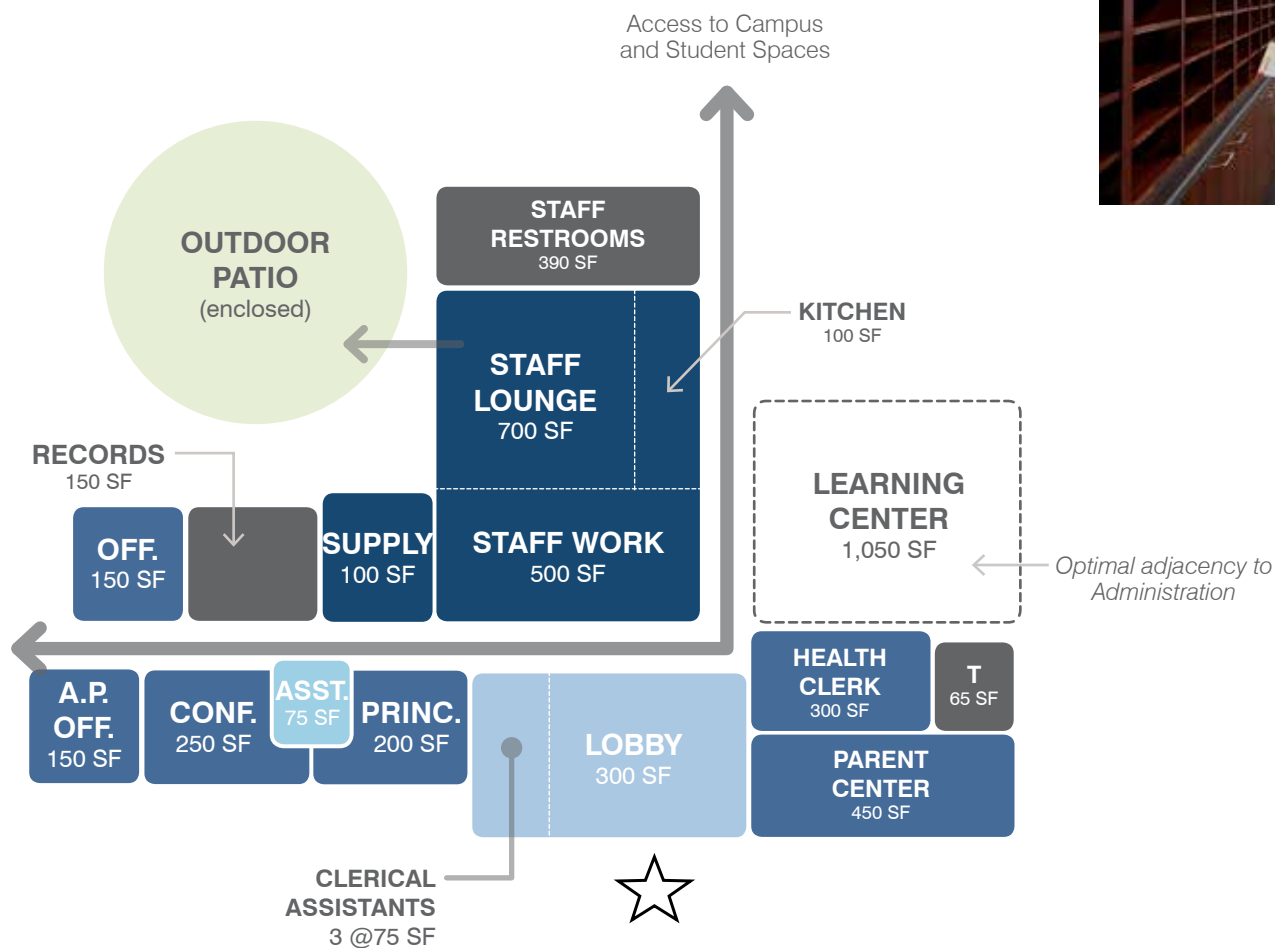 Access to Campus
and Student Spaces
STAFF
RESTROOMS
390 SF
OUTDOOR
PATIO
(enclosed)
KITCHEN
100 SF
STAFF
LOUNGE
700 SF
RECORDS
150 SF
LEARNING
CENTER
1,050 SF
OFF.
150 SF
SUPPLY
100 SF
STAFF WORK
500 SF
Optimal adjacency to
Administration
HEALTH
CLERK
300 SF
T
65 SF
A.P.
OFF.
150 SF
CONF.
250 SF
ASST.
75 SF
PRINC.
200 SF
LOBBY
300 SF
PARENT
CENTER
450 SF
CLERICAL
ASSISTANTS
3 @75 SF